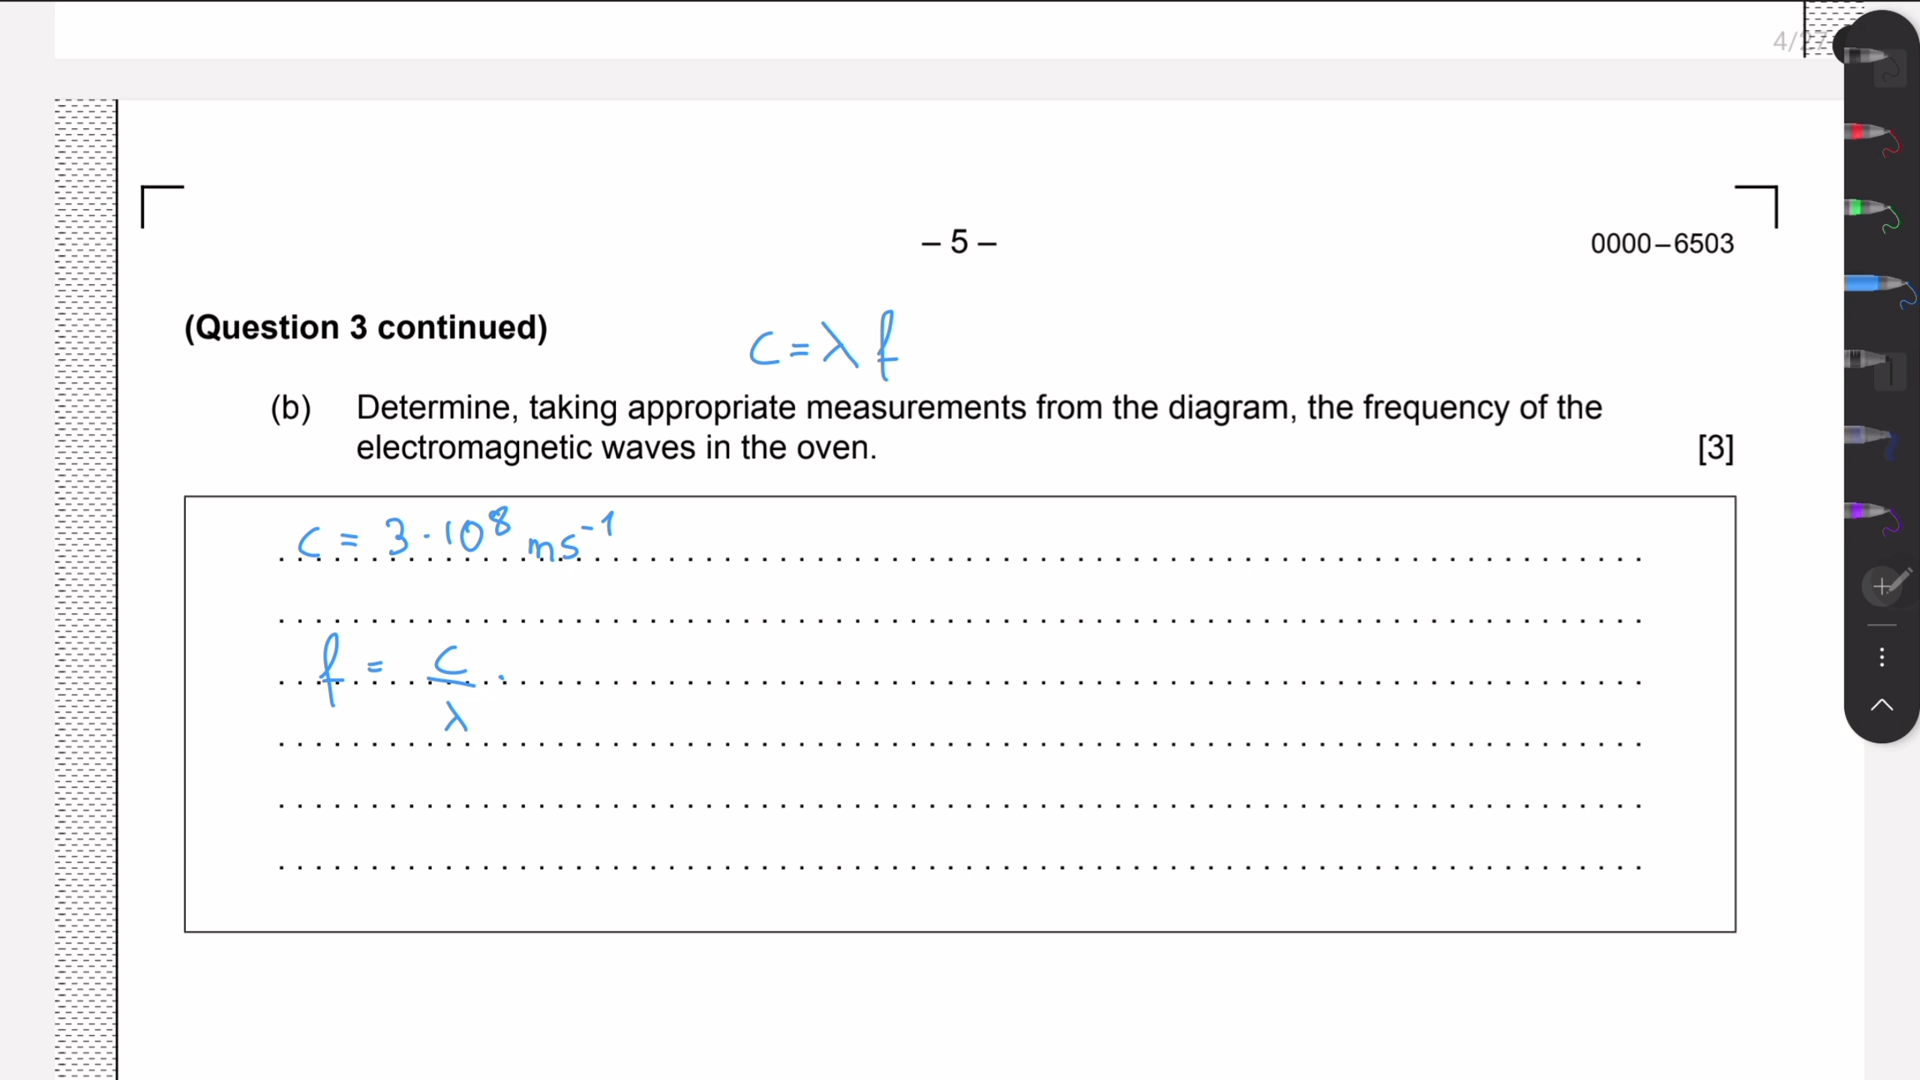 4/27
– 5 –
0000–6503
(Question 3 continued)
c = λ f
(b) Determine, taking appropriate measurements from the diagram, the frequency of the
electromagnetic waves in the oven. [3]
c = 3 · 10⁸ ms⁻¹
f = c/λ ·